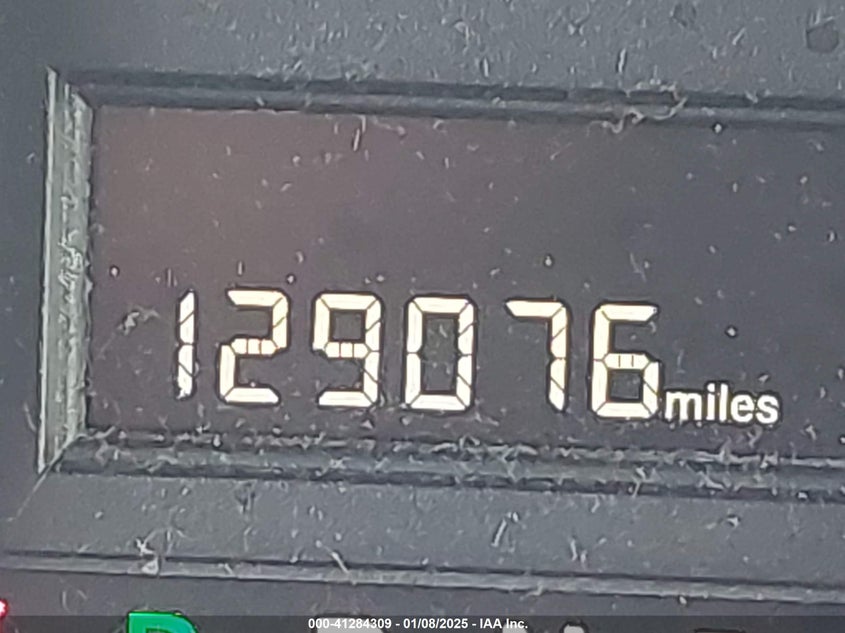 129076 miles
000-41284309 - 01/08/2025 - IAA Inc.